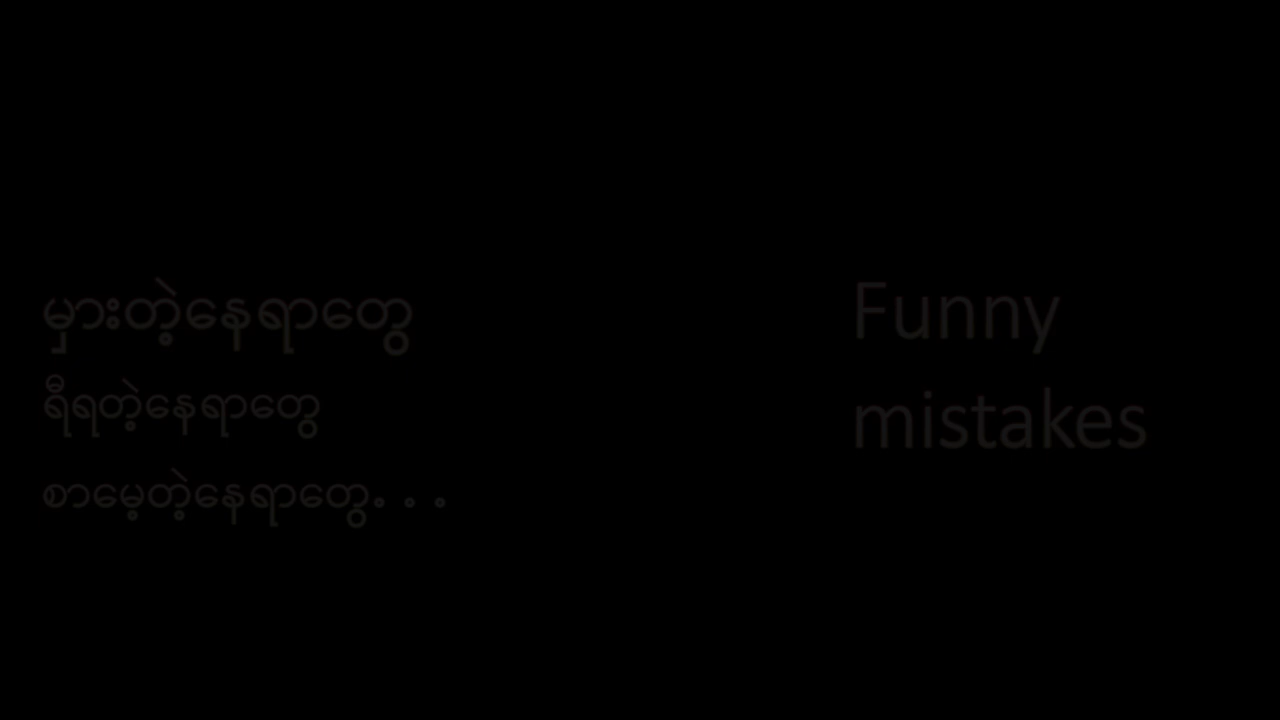 မှားတဲ့နေရာတွေ
ရီရတဲ့နေရာတွေ
စာမေ့တဲ့နေရာတွေ. . .
Funny
mistakes